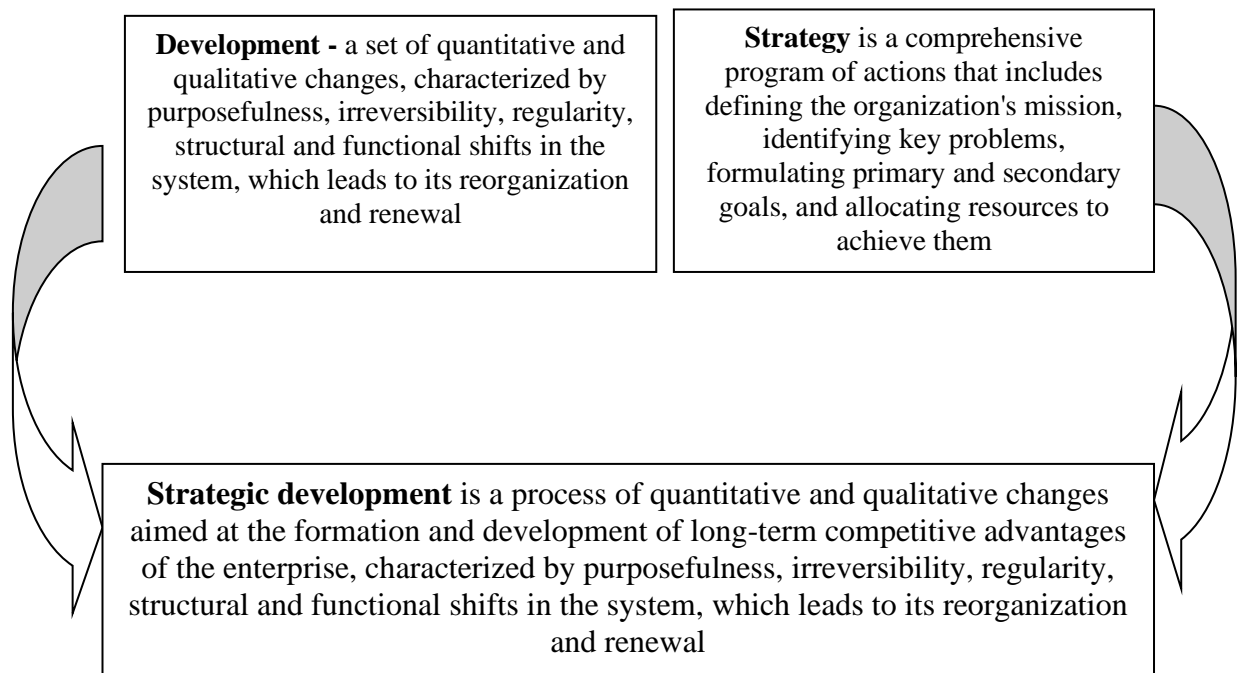 Development - a set of quantitative and
qualitative changes, characterized by
purposefulness, irreversibility, regularity,
structural and functional shifts in the
system, which leads to its reorganization
and renewal
Strategy is a comprehensive
program of actions that includes
defining the organization's mission,
identifying key problems,
formulating primary and secondary
goals, and allocating resources to
achieve them
Strategic development is a process of quantitative and qualitative changes
aimed at the formation and development of long-term competitive advantages
of the enterprise, characterized by purposefulness, irreversibility, regularity,
structural and functional shifts in the system, which leads to its reorganization
and renewal